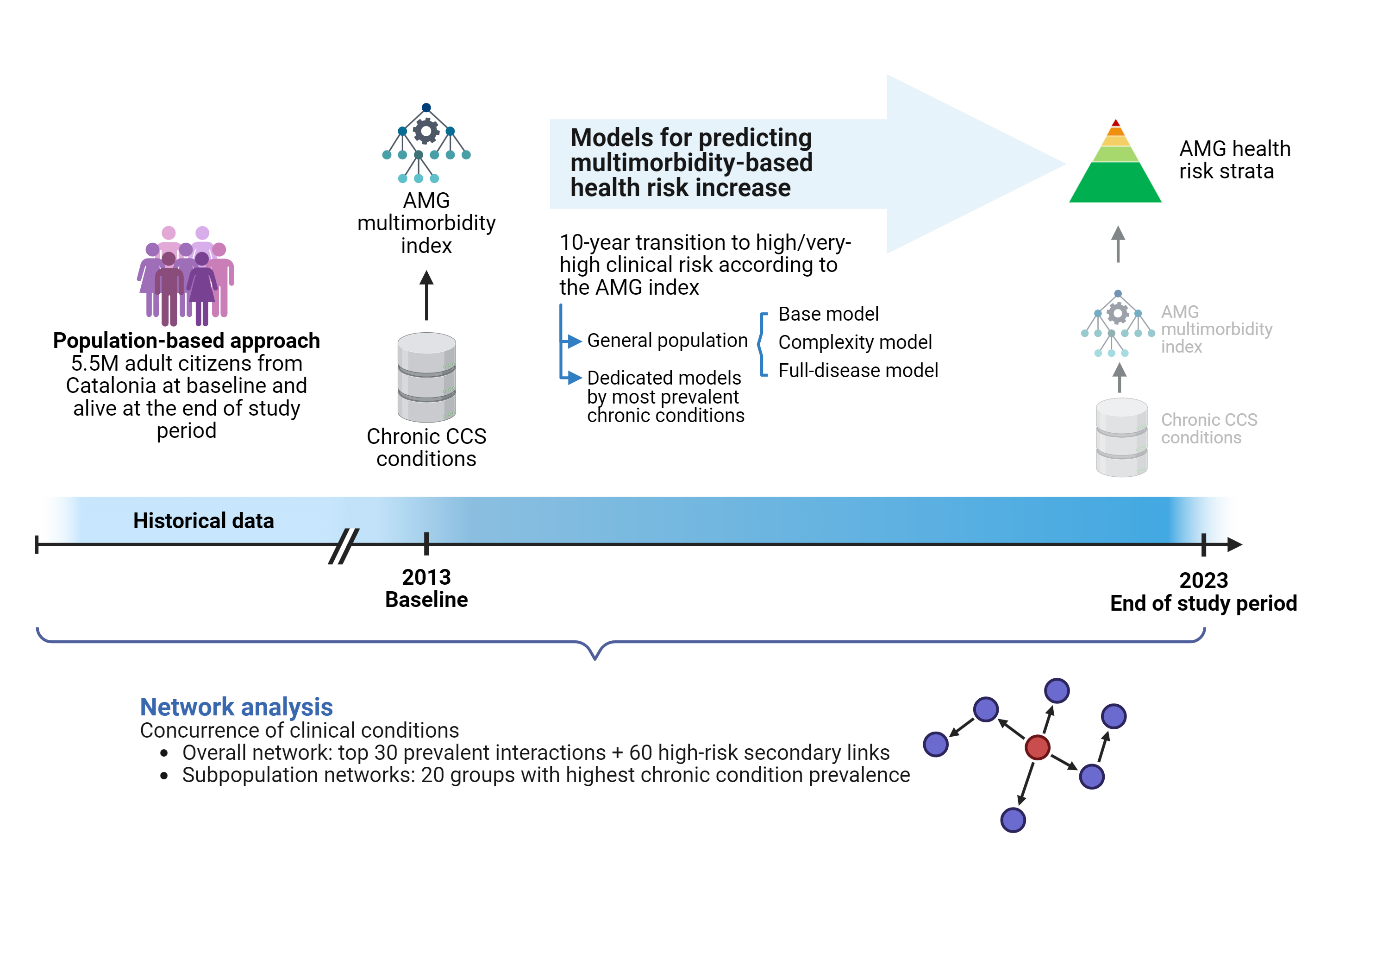 Population-based approach
5.5M adult citizens from
Catalonia at baseline and
alive at the end of study
period
AMG
multimorbidity
index
Chronic CCS
conditions
Models for predicting
multimorbidity-based
health risk increase
10-year transition to high/very-
high clinical risk according to
the AMG index
General population
Dedicated models
by most prevalent
chronic conditions
Base model
Complexity model
Full-disease model
AMG health
risk strata
AMG
multimorbidity
index
Chronic CCS
conditions
Historical data
2013
Baseline
2023
End of study period
Network analysis
Concurrence of clinical conditions
• Overall network: top 30 prevalent interactions + 60 high-risk secondary links
• Subpopulation networks: 20 groups with highest chronic condition prevalence